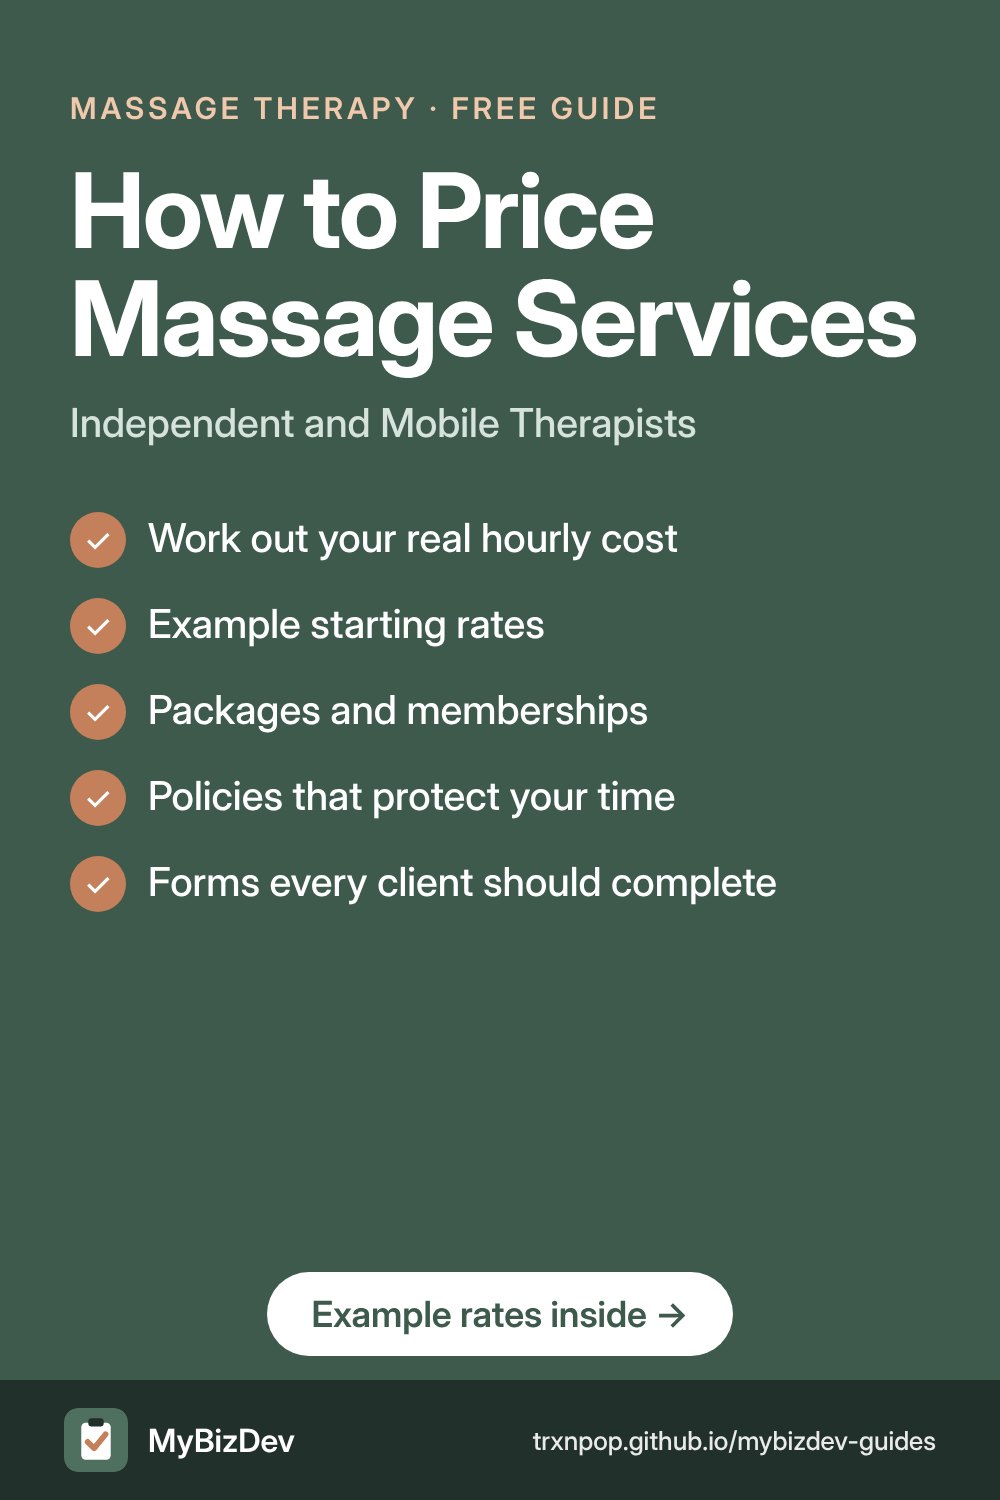 MASSAGE THERAPY · FREE GUIDE
How to Price
Massage Services
Independent and Mobile Therapists
Work out your real hourly cost
Example starting rates
Packages and memberships
Policies that protect your time
Forms every client should complete
Example rates inside →
MyBizDev
trxnpop.github.io/mybizdev-guides